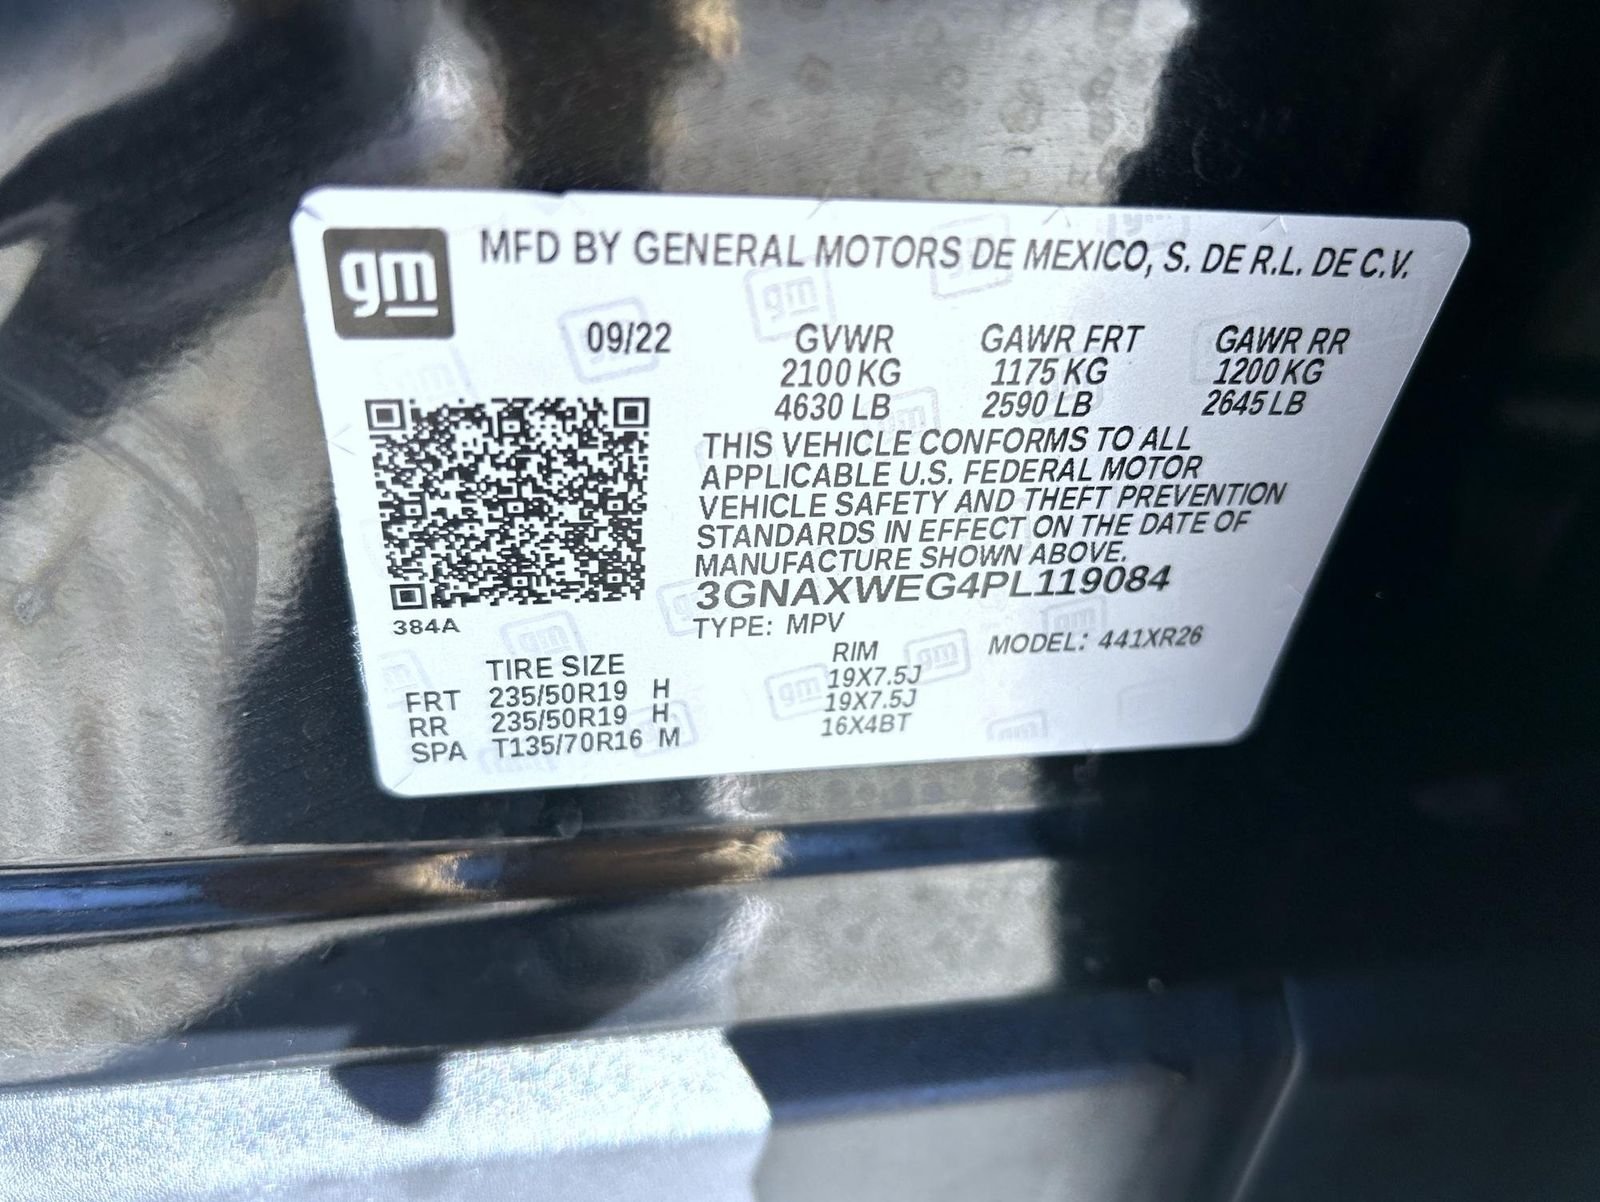 gm
MFD BY GENERAL MOTORS DE MEXICO, S. DE R.L. DE C.V.
09/22 GVWR GAWR FRT GAWR RR
2100 KG 1175 KG 1200 KG
4630 LB 2590 LB 2645 LB
THIS VEHICLE CONFORMS TO ALL
APPLICABLE U.S. FEDERAL MOTOR
VEHICLE SAFETY AND THEFT PREVENTION
STANDARDS IN EFFECT ON THE DATE OF
MANUFACTURE SHOWN ABOVE.
3GNAXWEG4PL119084
384A
TYPE: MPV MODEL: 441XR26
TIRE SIZE RIM
FRT 235/50R19 H 19X7.5J
RR 235/50R19 H 19X7.5J
SPA T135/70R16 M 16X4BT